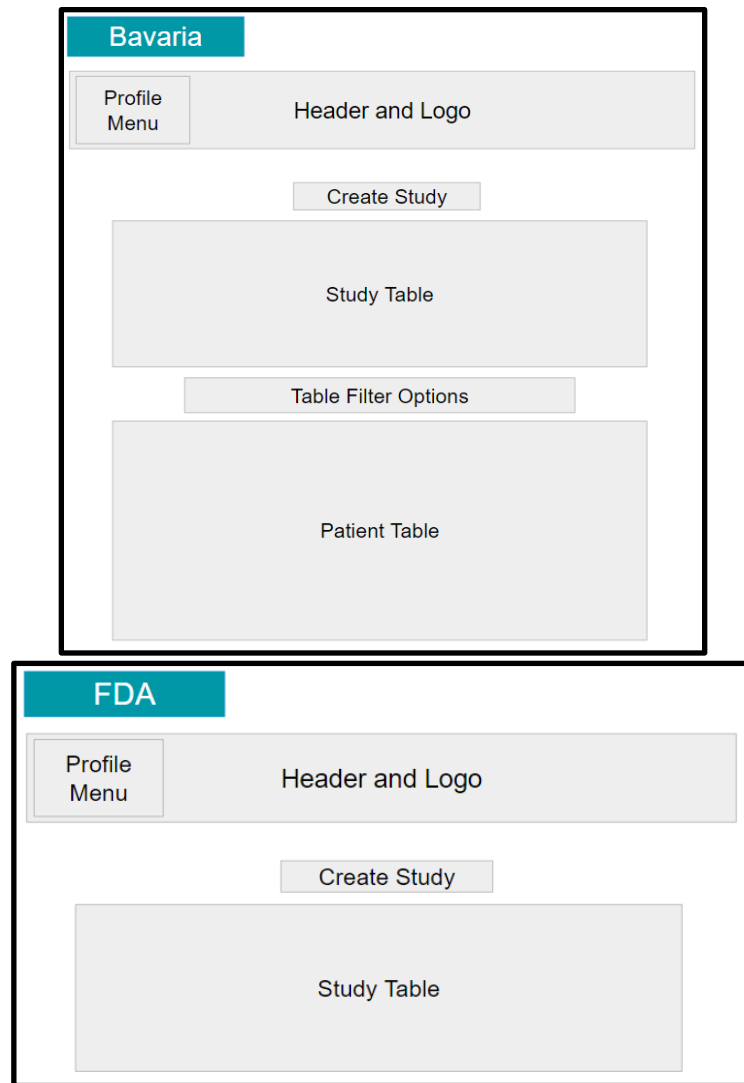 Bavaria
Profile
Menu
Header and Logo
Create Study
Study Table
Table Filter Options
Patient Table
FDA
Profile
Menu
Header and Logo
Create Study
Study Table